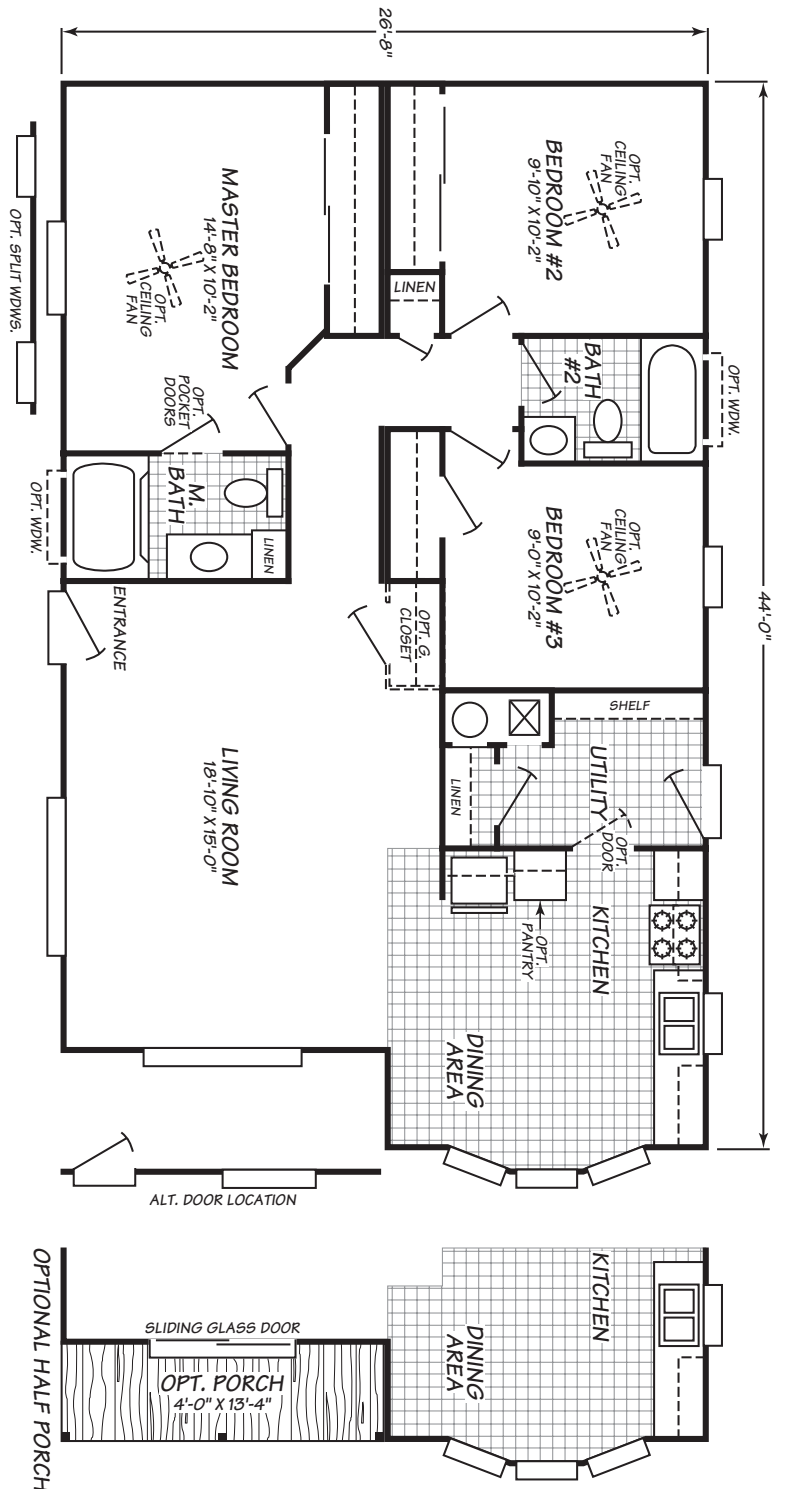 26'-8"
44'-0"
MASTER BEDROOM
14'-8" X 10'-2"
OPT.
CEILING
FAN
OPT. SPLIT WDWS.
OPT.
POCKET
DOORS
BEDROOM #2
9'-10" X 10'-2"
OPT.
CEILING
FAN
LINEN
BATH
#2
OPT. WDW.
M.
BATH
LINEN
OPT. WDW.
BEDROOM #3
9'-0" X 10'-2"
OPT.
CEILING
FAN
OPT. G.
CLOSET
ENTRANCE
LIVING ROOM
18'-10" X 15'-0"
SHELF
UTILITY
LINEN
OPT.
DOOR
KITCHEN
OPT.
PANTRY
DINING
AREA
ALT. DOOR LOCATION
KITCHEN
DINING
AREA
SLIDING GLASS DOOR
OPT. PORCH
4'-0" X 13'-4"
OPTIONAL HALF PORCH